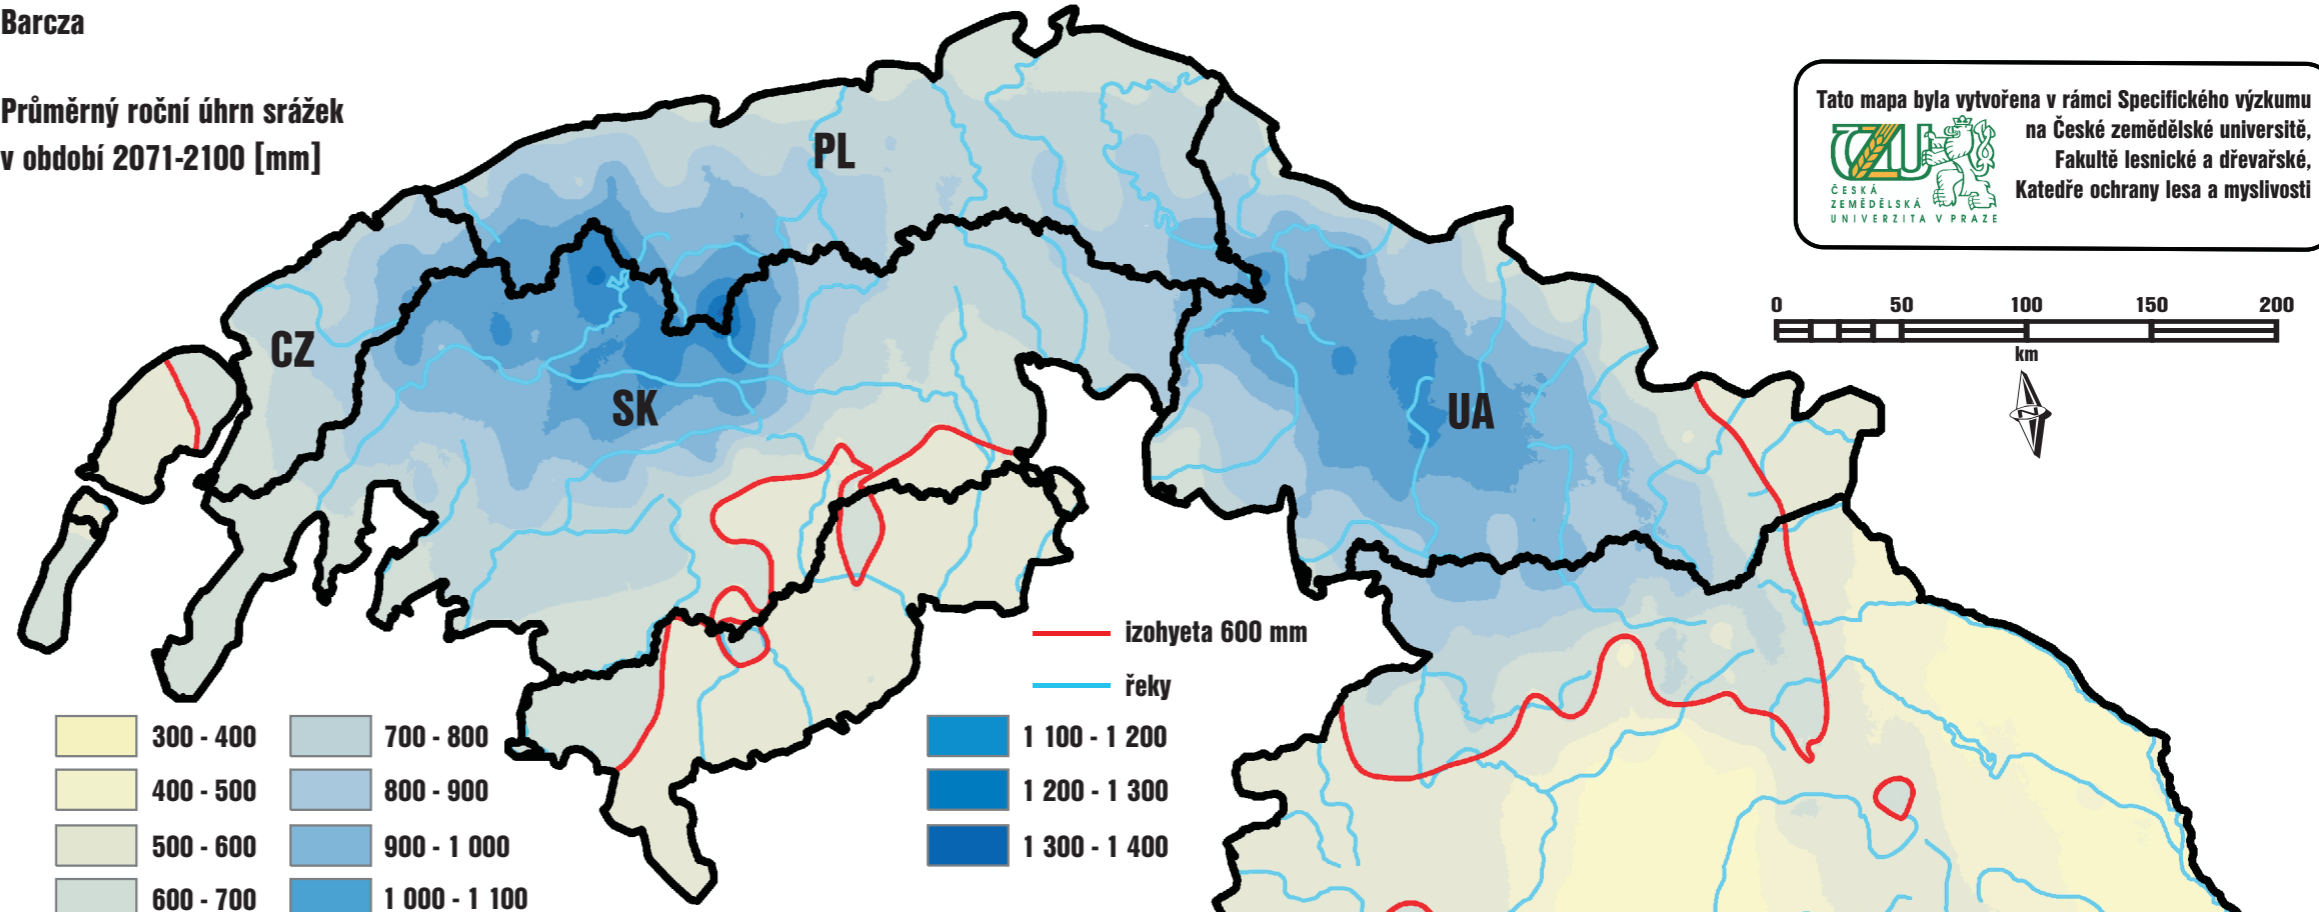 Barcza
Průměrný roční úhrn srážek
v období 2071-2100 [mm]
Tato mapa byla vytvořena v rámci Specifického výzkumu
na České zemědělské universitě,
Fakultě lesnické a dřevařské,
Katedře ochrany lesa a myslivosti
CZU
ČESKÁ
ZEMĚDĚLSKÁ
UNIVERZITA V PRAZE
0 50 100 150 200
km
N
PL
CZ
SK
UA
izohyeta 600 mm
řeky
300 - 400
400 - 500
500 - 600
600 - 700
700 - 800
800 - 900
900 - 1 000
1 000 - 1 100
1 100 - 1 200
1 200 - 1 300
1 300 - 1 400